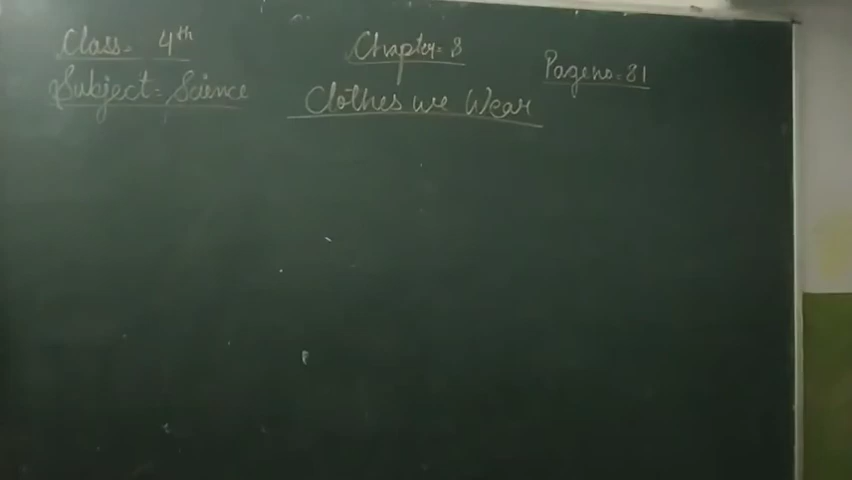 Class- 4th
Subject- Science
Chapter- 8
Clothes we Wear
Page no- 81